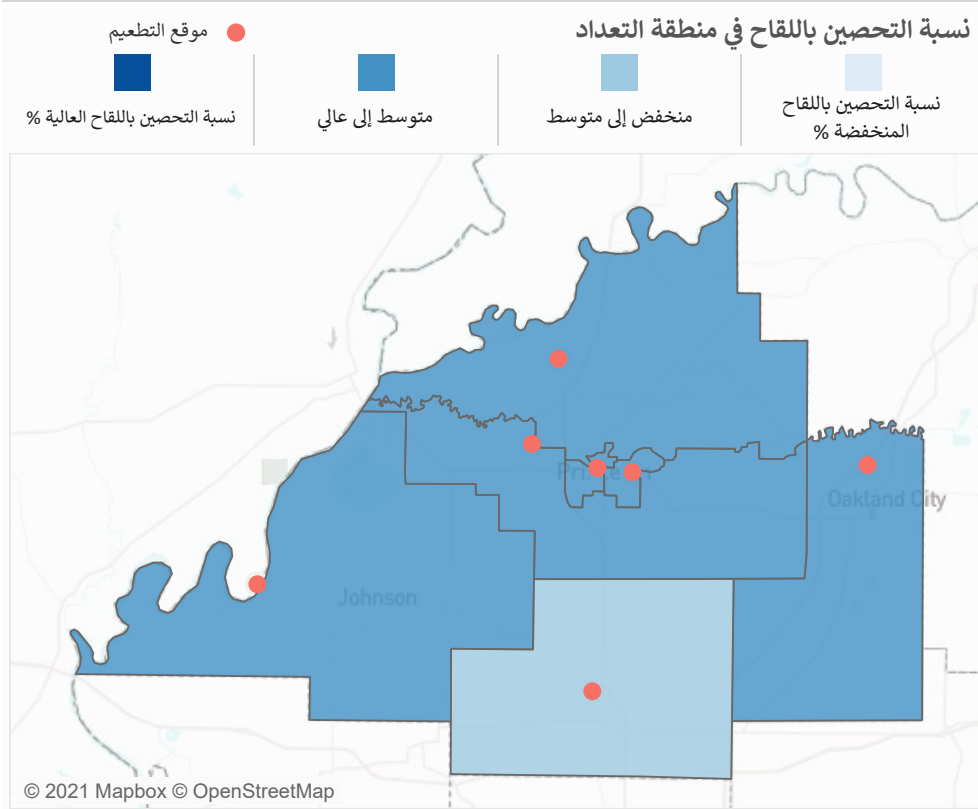 نسبة التحصين باللقاح في منطقة التعداد
موقع التطعيم
نسبة التحصين باللقاح
المنخفضة %
منخفض إلى متوسط
متوسط إلى عالي
نسبة التحصين باللقاح العالية %
Princeton
Oakland City
Johnson
© 2021 Mapbox © OpenStreetMap